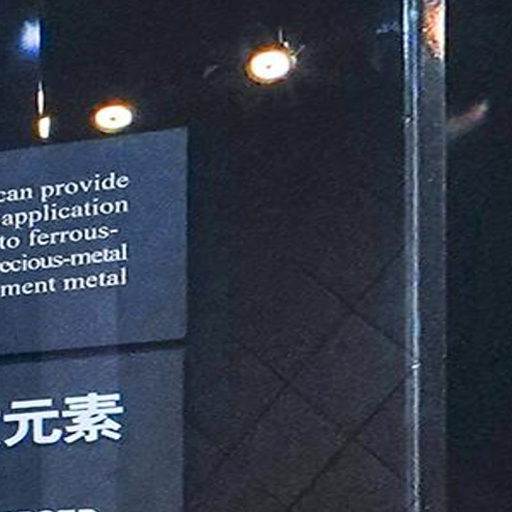 can provide
application
to ferrous-
ecious-metal
ment metal
元素